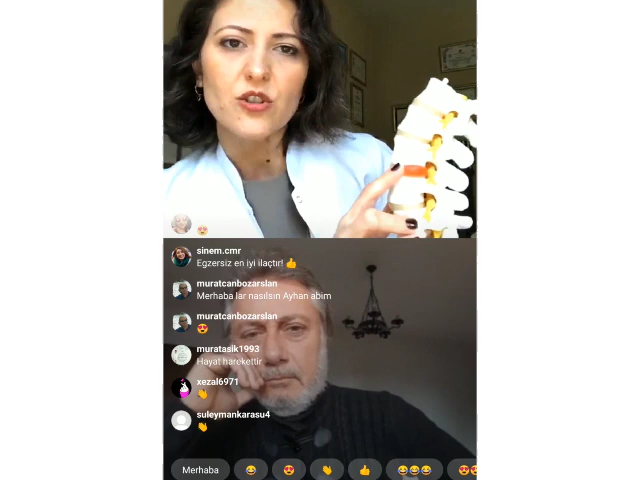 sinem.cmr
Egzersiz en iyi ilaçtır! 👍
muratcanbozarslan
Merhaba lar nasılsın Ayhan abim
muratcanbozarslan
😍
muratasik1993
Hayat harekettir
xezal6971
👏
suleymankarasu4
👏
Merhaba 😂 😍 👏 👍 😂😂😂 😍😍